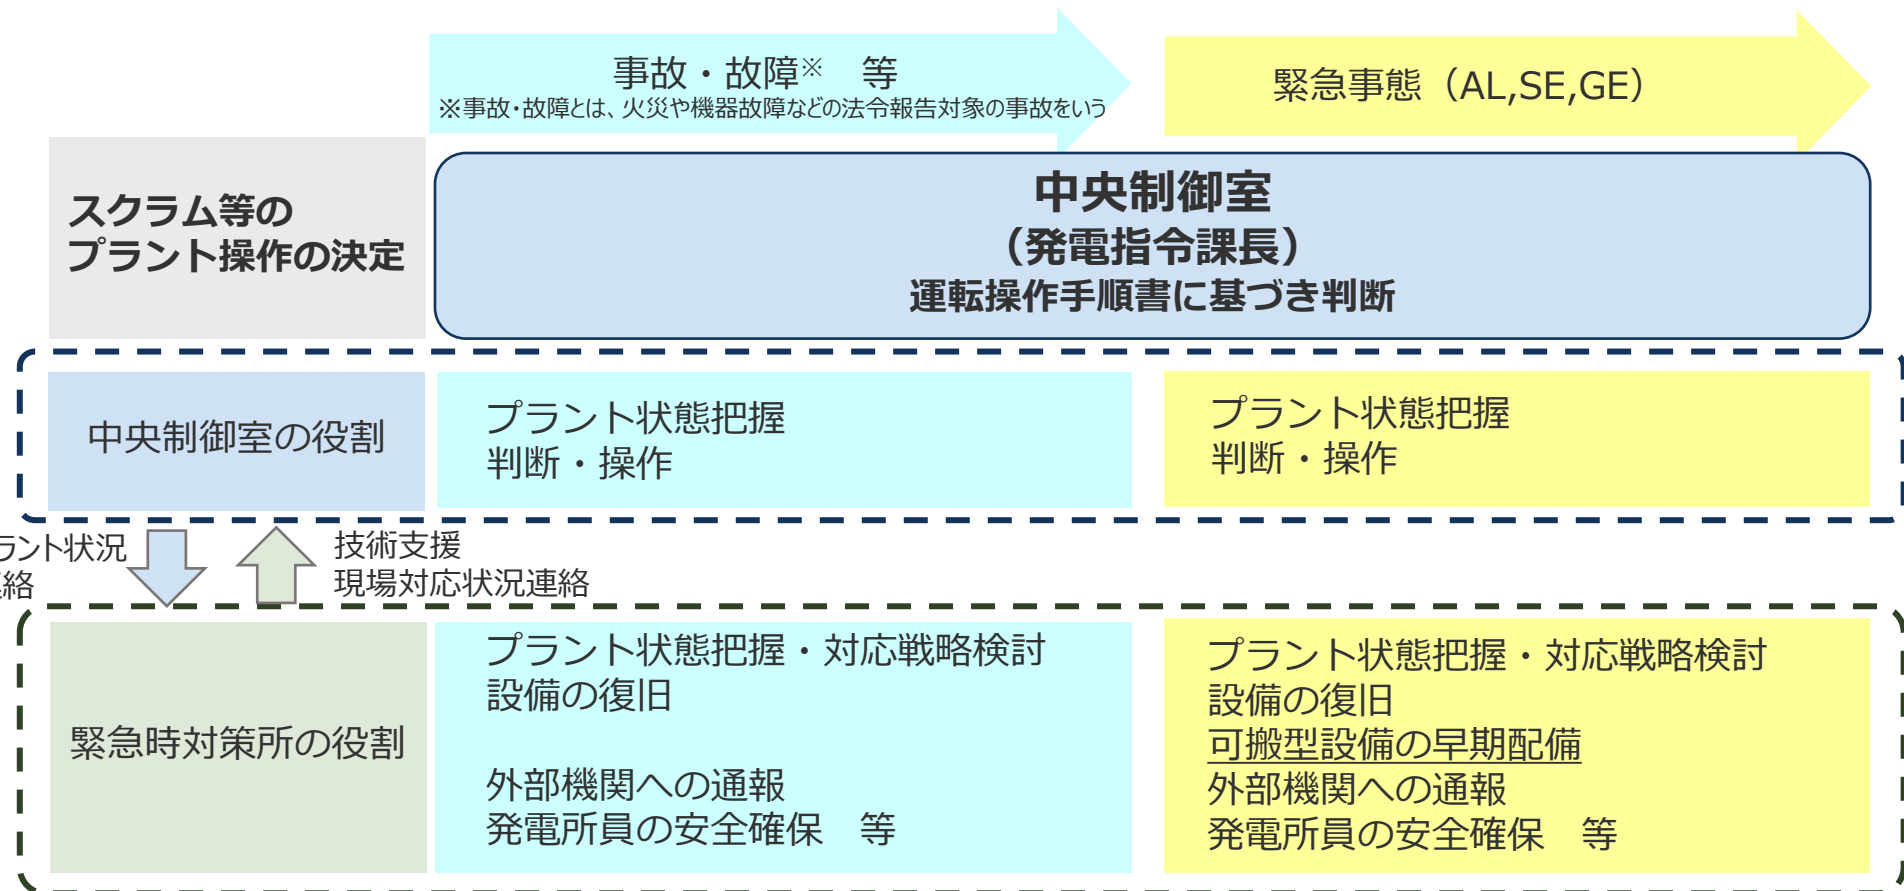 事故・故障※　等
※事故・故障とは、火災や機器故障などの法令報告対象の事故をいう
緊急事態（AL,SE,GE）
スクラム等の
プラント操作の決定
中央制御室
（発電指令課長）
運転操作手順書に基づき判断
中央制御室の役割
プラント状態把握
判断・操作
プラント状態把握
判断・操作
ラント状況
絡
技術支援
現場対応状況連絡
緊急時対策所の役割
プラント状態把握・対応戦略検討
設備の復旧
外部機関への通報
発電所員の安全確保　等
プラント状態把握・対応戦略検討
設備の復旧
可搬型設備の早期配備
外部機関への通報
発電所員の安全確保　等